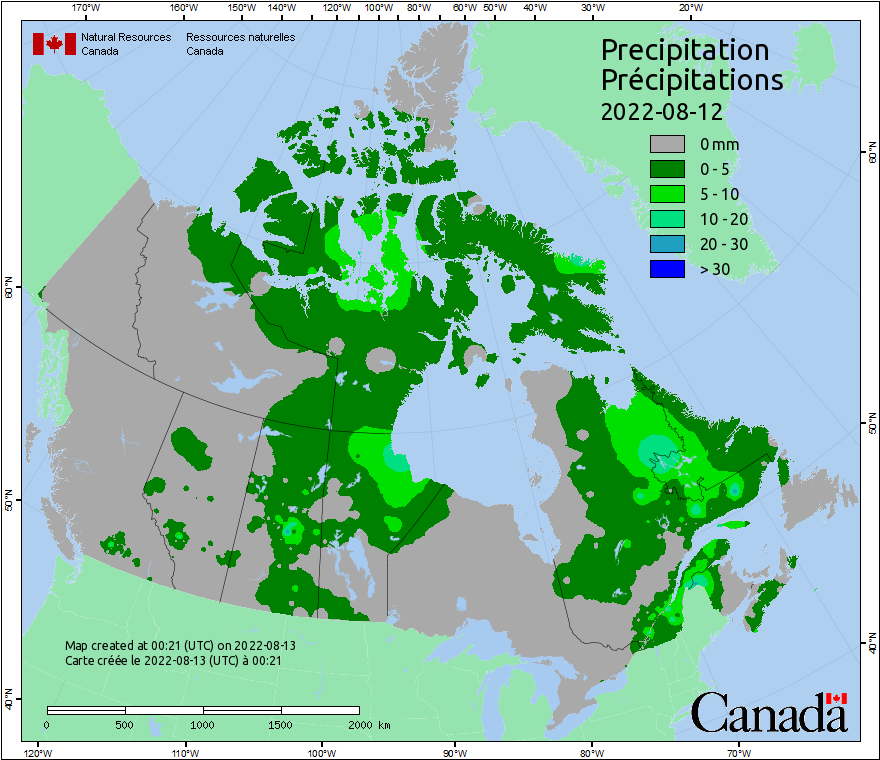 170°W 160°W 150°W 140°W 130°W 120°W 110°W 100°W 90°W 80°W 60°W 50°W 40°W 30°W 20°W
Natural Resources Ressources naturelles
Canada Canada
Precipitation
Précipitations
2022-08-12
0 mm
0 - 5
5 - 10
10 - 20
20 - 30
> 30
60°N 60°N
50°N 50°N
40°N 40°N
Map created at 00:21 (UTC) on 2022-08-13
Carte créée le 2022-08-13 (UTC) à 00:21
0 500 1000 1500 2000 km
Canada
120°W 110°W 100°W 90°W 80°W 70°W